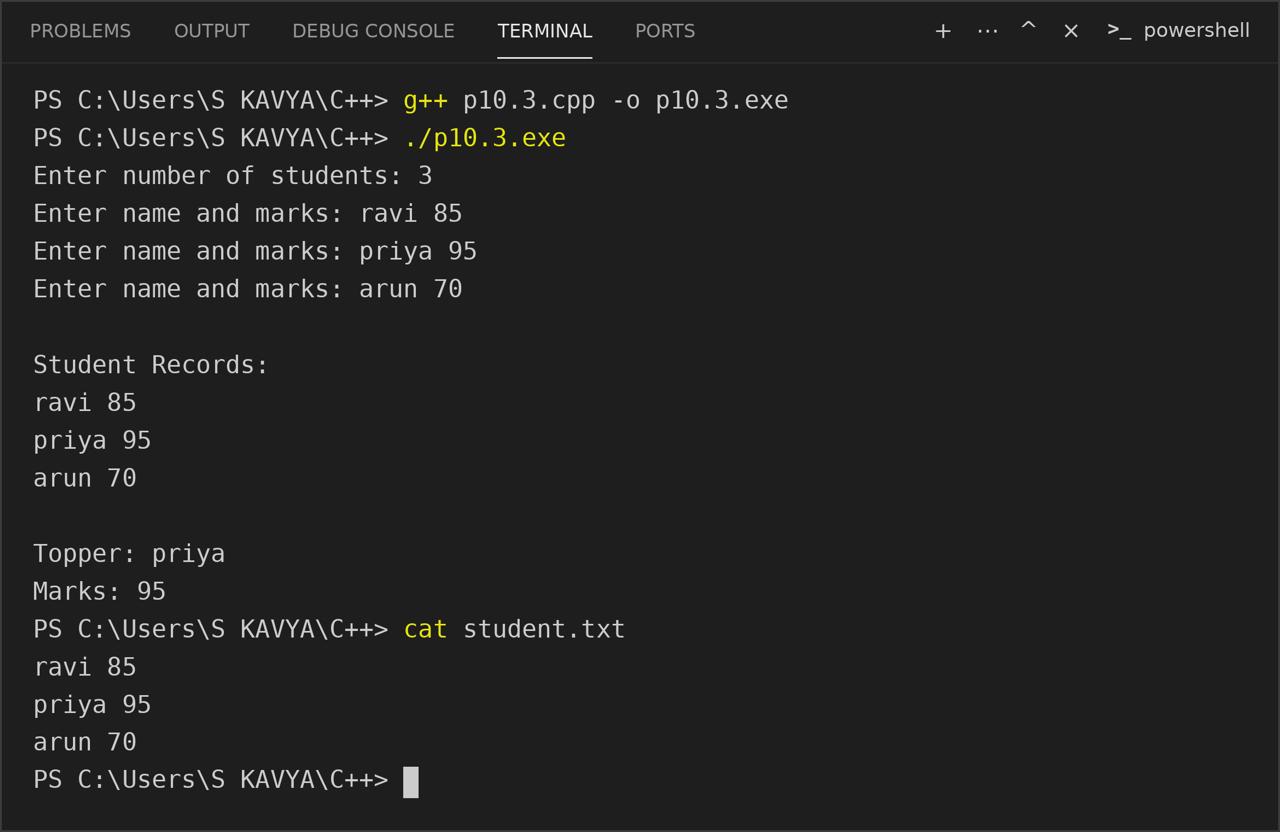 PROBLEMS OUTPUT DEBUG CONSOLE TERMINAL PORTS + ... ^ × >_ powershell
PS C:\Users\S KAVYA\C++> g++ p10.3.cpp -o p10.3.exe
PS C:\Users\S KAVYA\C++> ./p10.3.exe
Enter number of students: 3
Enter name and marks: ravi 85
Enter name and marks: priya 95
Enter name and marks: arun 70
Student Records:
ravi 85
priya 95
arun 70
Topper: priya
Marks: 95
PS C:\Users\S KAVYA\C++> cat student.txt
ravi 85
priya 95
arun 70
PS C:\Users\S KAVYA\C++>